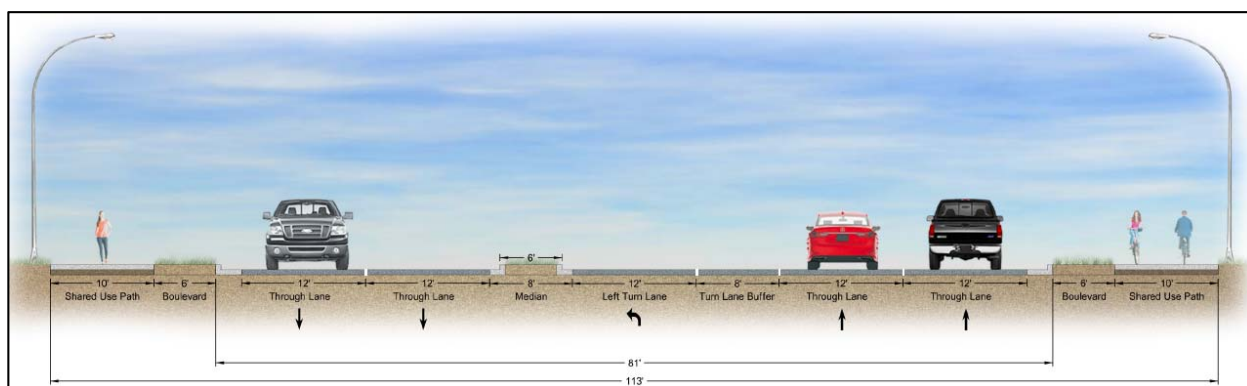 6'
10'
6'
12'
12'
8'
12'
8'
12'
12'
6'
10'
Shared Use Path
Boulevard
Through Lane
Through Lane
Median
Left Turn Lane
Turn Lane Buffer
Through Lane
Through Lane
Boulevard
Shared Use Path
81'
113'